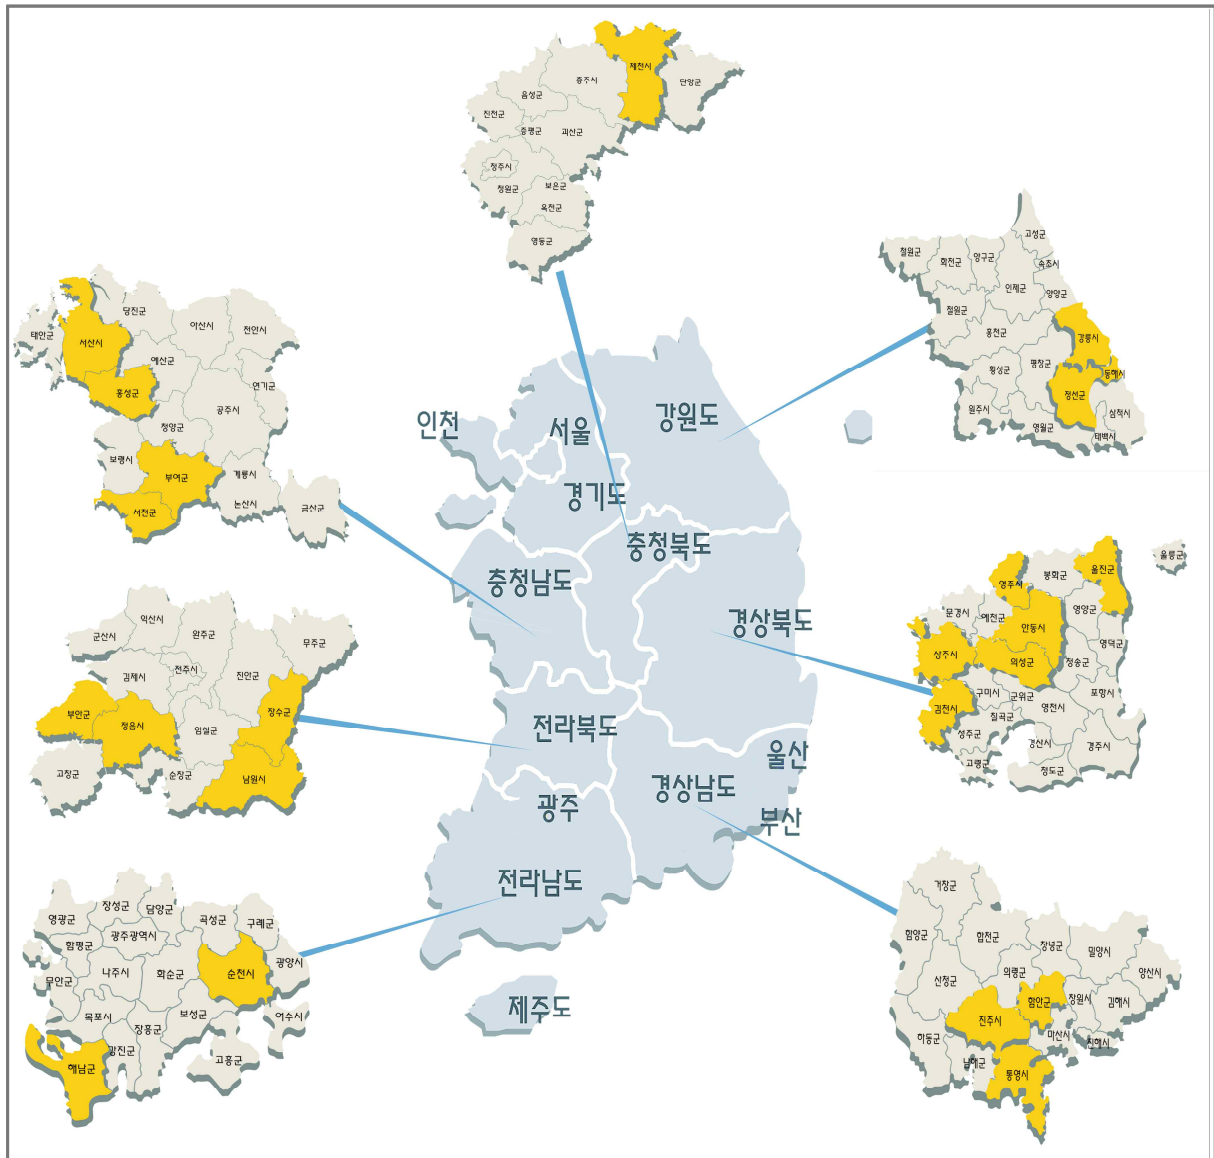 제천시
단양군
충주시
음성군
진천군
증평군
괴산군
청주시
청원군
보은군
옥천군
영동군
고성군
철원군
화천군
양구군
속초시
인제군
양양군
철원군
홍천군
강릉시
횡성군
평창군
정선군
동해시
원주시
영월군
삼척시
태백시
당진군
아산시
천안시
태안군
서산시
예산군
홍성군
연기군
공주시
청양군
보령시
부여군
계룡시
논산시
서천군
금산군
인천
서울
강원도
경기도
충청북도
충청남도
경상북도
전라북도
울산
경상남도
광주
부산
전라남도
제주도
울릉군
영주시
봉화군
울진군
문경시
예천군
영양군
안동시
영덕군
상주시
의성군
청송군
구미시
군위군
포항시
김천시
칠곡군
영천시
성주군
경산시
경주시
고령군
청도군
익산시
군산시
완주군
무주군
김제시
전주시
진안군
부안군
정읍시
장수군
임실군
고창군
순창군
남원시
장성군
담양군
영광군
곡성군
구례군
함평군
광주광역시
나주시
화순군
순천시
광양시
무안군
목포시
장흥군
보성군
여수시
강진군
해남군
고흥군
거창군
함양군
합천군
창녕군
밀양시
산청군
의령군
양산시
함안군
창원시
김해시
진주시
하동군
마산시
진해시
남해군
통영시